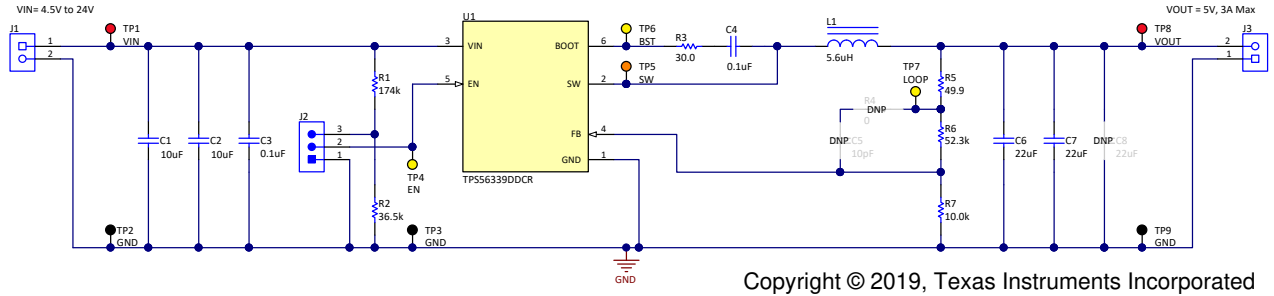 VIN= 4.5V to 24V
VOUT = 5V, 3A Max
J1
1
2
TP1
VIN
U1
3
VIN
BOOT
6
5
EN
SW
2
FB
4
GND
1
TPS56339DDCR
TP6
BST
R3
30.0
C4
0.1uF
TP5
SW
L1
5.6uH
TP8
VOUT
J3
2
1
R1
174k
TP7
LOOP
R5
49.9
R4
DNP
0
J2
3
2
1
C1
10uF
C2
10uF
C3
0.1uF
DNP
C5
10pF
R6
52.3k
C6
22uF
C7
22uF
DNP
C8
22uF
TP4
EN
R2
36.5k
R7
10.0k
TP2
GND
TP3
GND
TP9
GND
GND
Copyright © 2019, Texas Instruments Incorporated